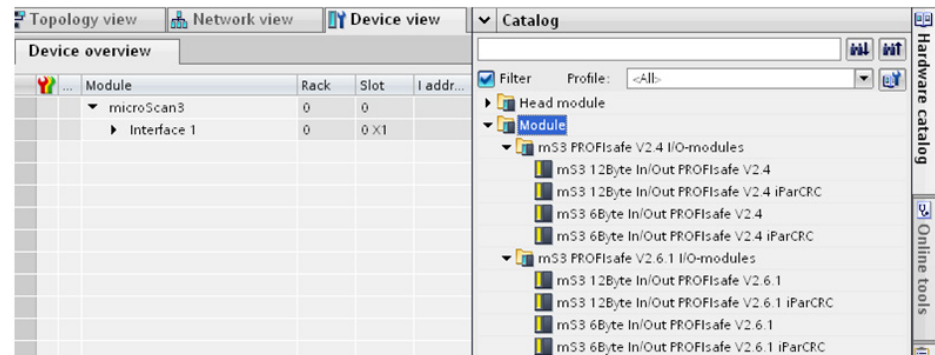 Topology view
Network view
Device view
Device overview
... Module Rack Slot I addr...
microScan3 0 0
Interface 1 0 0 X1
Catalog
Filter Profile: <All>
Head module
Module
mS3 PROFIsafe V2.4 I/O-modules
mS3 12Byte In/Out PROFIsafe V2.4
mS3 12Byte In/Out PROFIsafe V2.4 iParCRC
mS3 6Byte In/Out PROFIsafe V2.4
mS3 6Byte In/Out PROFIsafe V2.4 iParCRC
mS3 PROFIsafe V2.6.1 I/O-modules
mS3 12Byte In/Out PROFIsafe V2.6.1
mS3 12Byte In/Out PROFIsafe V2.6.1 iParCRC
mS3 6Byte In/Out PROFIsafe V2.6.1
mS3 6Byte In/Out PROFIsafe V2.6.1 iParCRC
Hardware catalog
Online tools